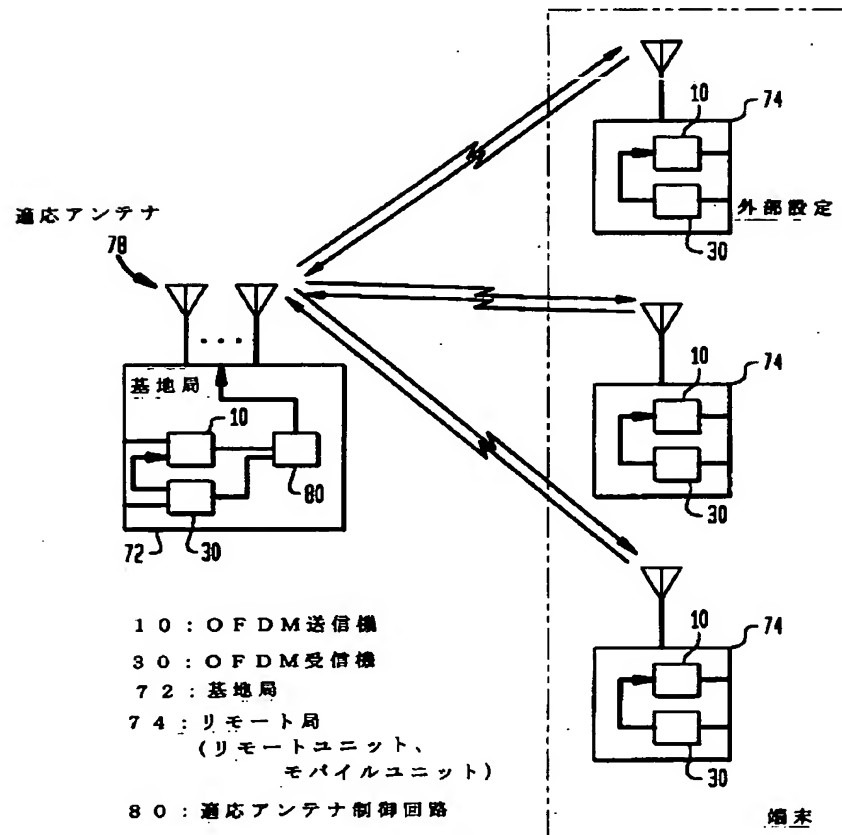 10
74
外部設定
30
適応アンテナ
78
基地局
10
80
30
72
74
10
30
10
74
30
10：OFDM送信機
30：OFDM受信機
72：基地局
74：リモート局
(リモートユニット、
モバイルユニット)
80：適応アンテナ制御回路
端末